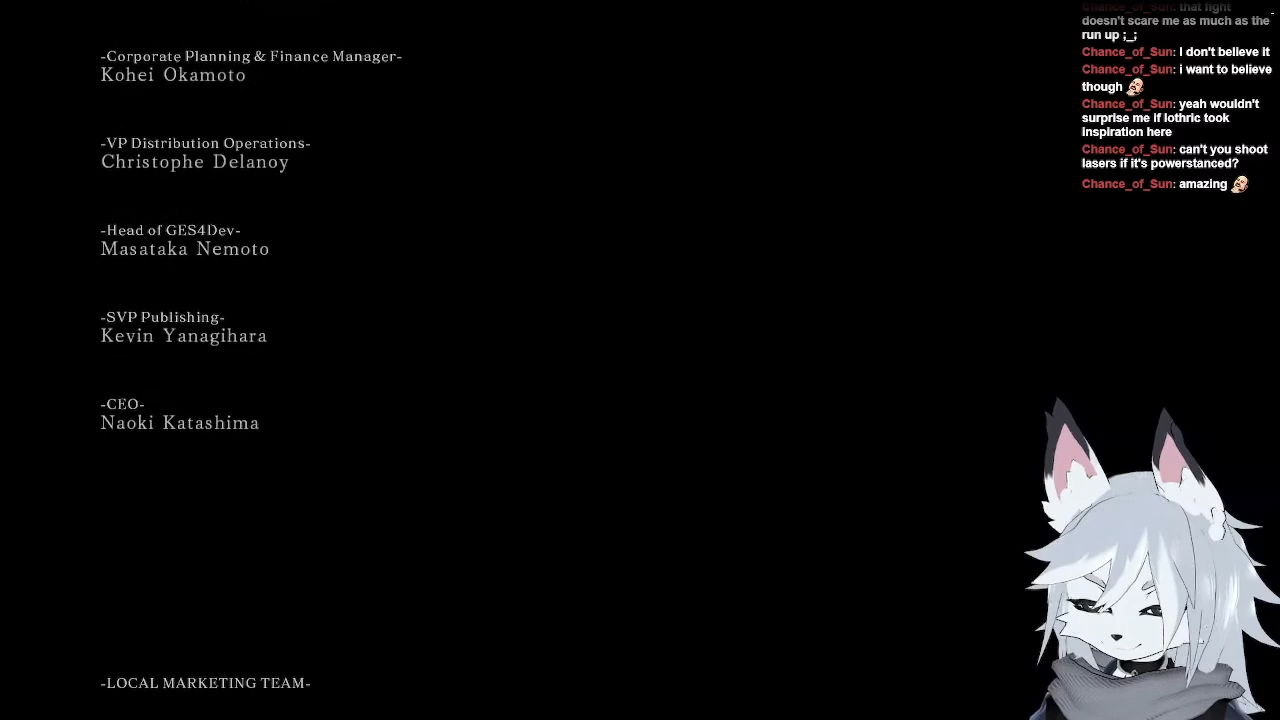 -Corporate Planning & Finance Manager-
Kohei Okamoto
-VP Distribution Operations-
Christophe Delanoy
-Head of GES4Dev-
Masataka Nemoto
-SVP Publishing-
Kevin Yanagihara
-CEO-
Naoki Katashima
-LOCAL MARKETING TEAM-
Chance_of_Sun: that fight
doesn't scare me as much as the
run up ;_;
Chance_of_Sun: I don't believe it
Chance_of_Sun: i want to believe
though
Chance_of_Sun: yeah wouldn't
surprise me if lothric took
inspiration here
Chance_of_Sun: can't you shoot
lasers if it's powerstanced?
Chance_of_Sun: amazing